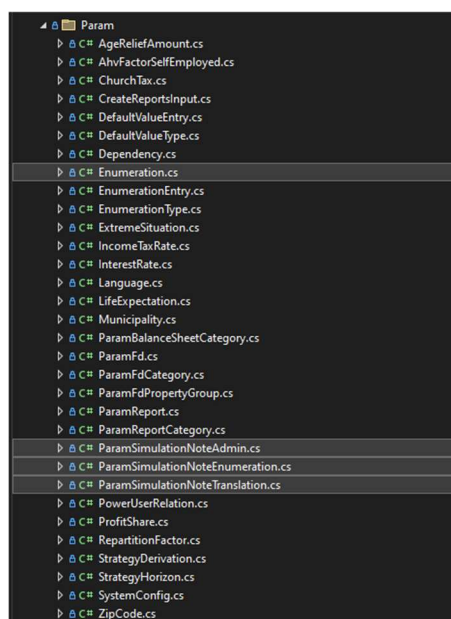 Param
C# AgeReliefAmount.cs
C# AhvFactorSelfEmployed.cs
C# ChurchTax.cs
C# CreateReportsInput.cs
C# DefaultValueEntry.cs
C# DefaultValueType.cs
C# Dependency.cs
C# Enumeration.cs
C# EnumerationEntry.cs
C# EnumerationType.cs
C# ExtremeSituation.cs
C# IncomeTaxRate.cs
C# InterestRate.cs
C# Language.cs
C# LifeExpectation.cs
C# Municipality.cs
C# ParamBalanceSheetCategory.cs
C# ParamFd.cs
C# ParamFdCategory.cs
C# ParamFdPropertyGroup.cs
C# ParamReport.cs
C# ParamReportCategory.cs
C# ParamSimulationNoteAdmin.cs
C# ParamSimulationNoteEnumeration.cs
C# ParamSimulationNoteTranslation.cs
C# PowerUserRelation.cs
C# ProfitShare.cs
C# RepartitionFactor.cs
C# StrategyDerivation.cs
C# StrategyHorizon.cs
C# SystemConfig.cs
C# ZipCode.cs